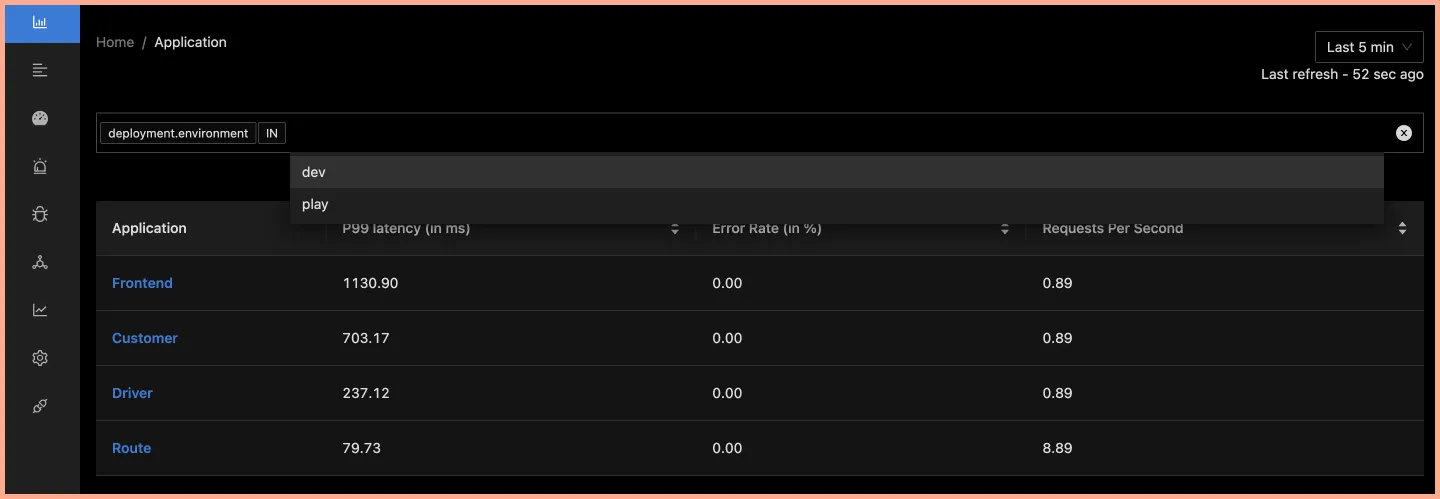 Home / Application
Last 5 min
Last refresh - 52 sec ago
deployment.environment IN
dev
play
Application P99 latency (in ms) Error Rate (in %) Requests Per Second
Frontend 1130.90 0.00 0.89
Customer 703.17 0.00 0.89
Driver 237.12 0.00 0.89
Route 79.73 0.00 8.89